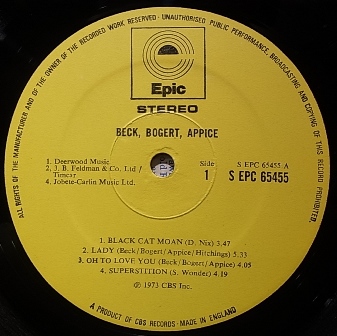 ALL RIGHTS OF THE MANUFACTURER AND OF THE OWNER OF THE RECORDED WORK RESERVED · UNAUTHORISED PUBLIC PERFORMANCE, BROADCASTING AND COPYING OF THIS RECORD PROHIBITED.
Epic
STEREO
BECK, BOGERT, APPICE
1. Deerwood Music
2. J. B. Feldman & Co. Ltd /
Timcar
4. Jobete-Carlin Music Ltd.
Side
1
S EPC 65455 A
S EPC 65455
1. BLACK CAT MOAN (D. Nix) 3.47
2. LADY (Beck/Bogert/Appice/Hitchings) 5.33
3. OH TO LOVE YOU (Beck/Bogert/Appice) 4.05
4. SUPERSTITION (S. Wonder) 4.19
℗ 1973 CBS Inc.
A PRODUCT OF CBS RECORDS · MADE IN ENGLAND